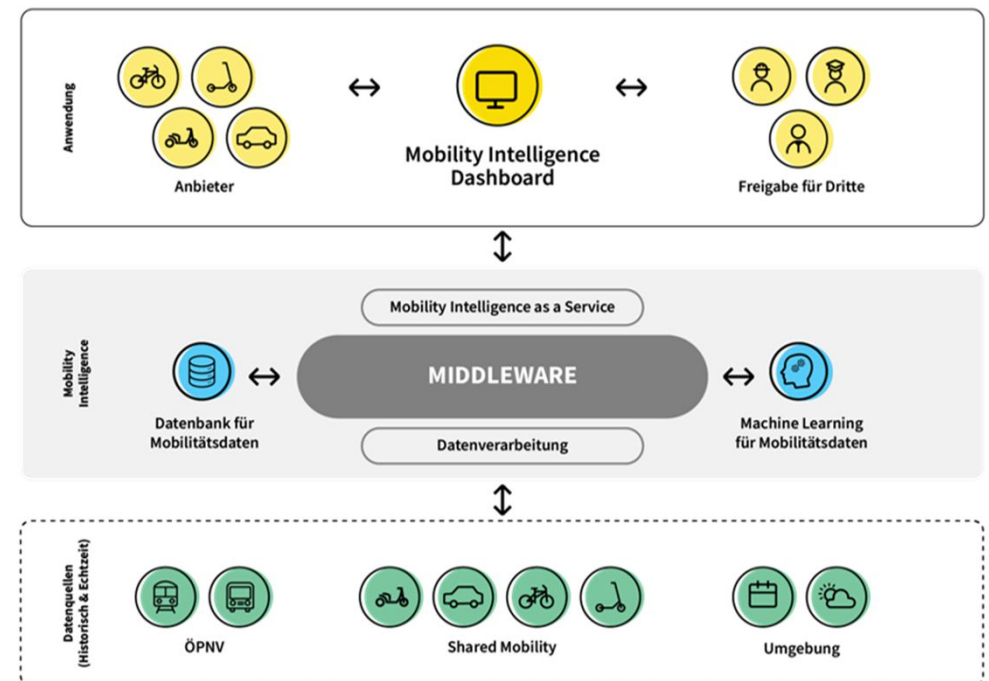 Anwendung
Anbieter
Mobility Intelligence
Dashboard
Freigabe für Dritte
Mobility
Intelligence
Mobility Intelligence as a Service
MIDDLEWARE
Datenverarbeitung
Datenbank für
Mobilitätsdaten
Machine Learning
für Mobilitätsdaten
Datenquellen
(Historisch & Echtzeit)
ÖPNV
Shared Mobility
Umgebung